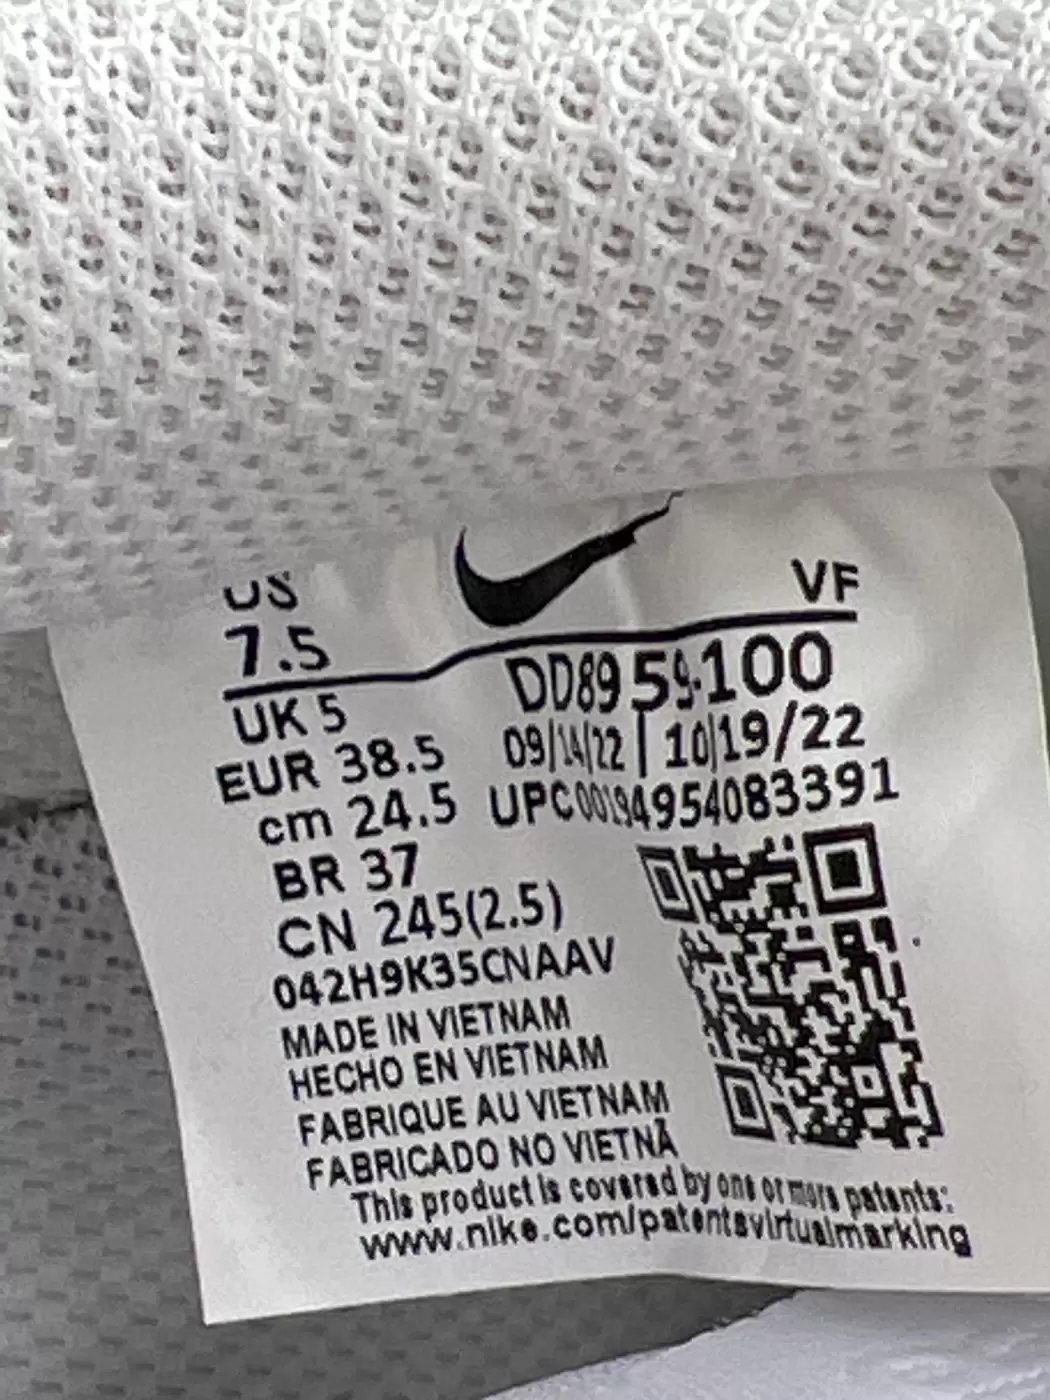 US
VF
7.5
DD8959-100
UK 5
09/14/22 | 10/19/22
EUR 38.5
UPC00194954083391
cm 24.5
BR 37
CN 245(2.5)
042H9K35CNAAV
MADE IN VIETNAM
HECHO EN VIETNAM
FABRIQUE AU VIETNAM
FABRICADO NO VIETNÃ
This product is covered by one or more patents:
www.nike.com/patentsvirtualmarking